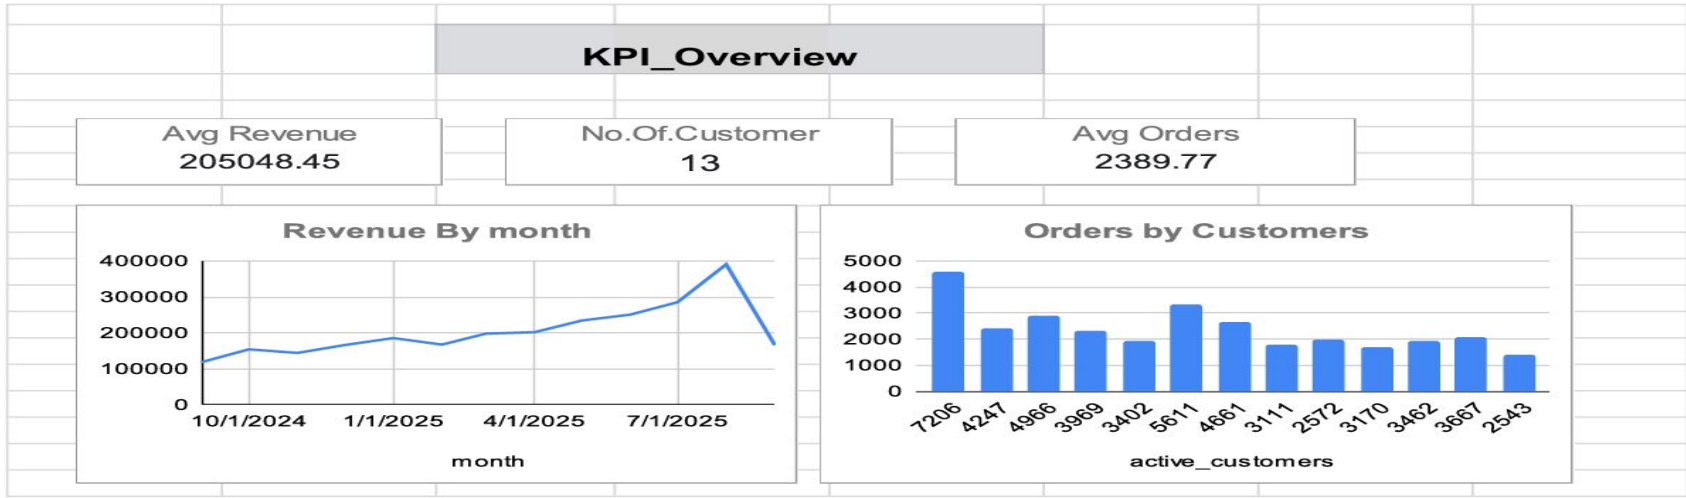 KPI_Overview
Avg Revenue
205048.45
No.Of.Customer
13
Avg Orders
2389.77
Revenue By month
400000
300000
200000
100000
0
10/1/2024 1/1/2025 4/1/2025 7/1/2025
month
Orders by Customers
5000
4000
3000
2000
1000
0
7206 4247 4966 3969 3402 5611 4661 3111 2572 3170 3462 3667 2543
active_customers